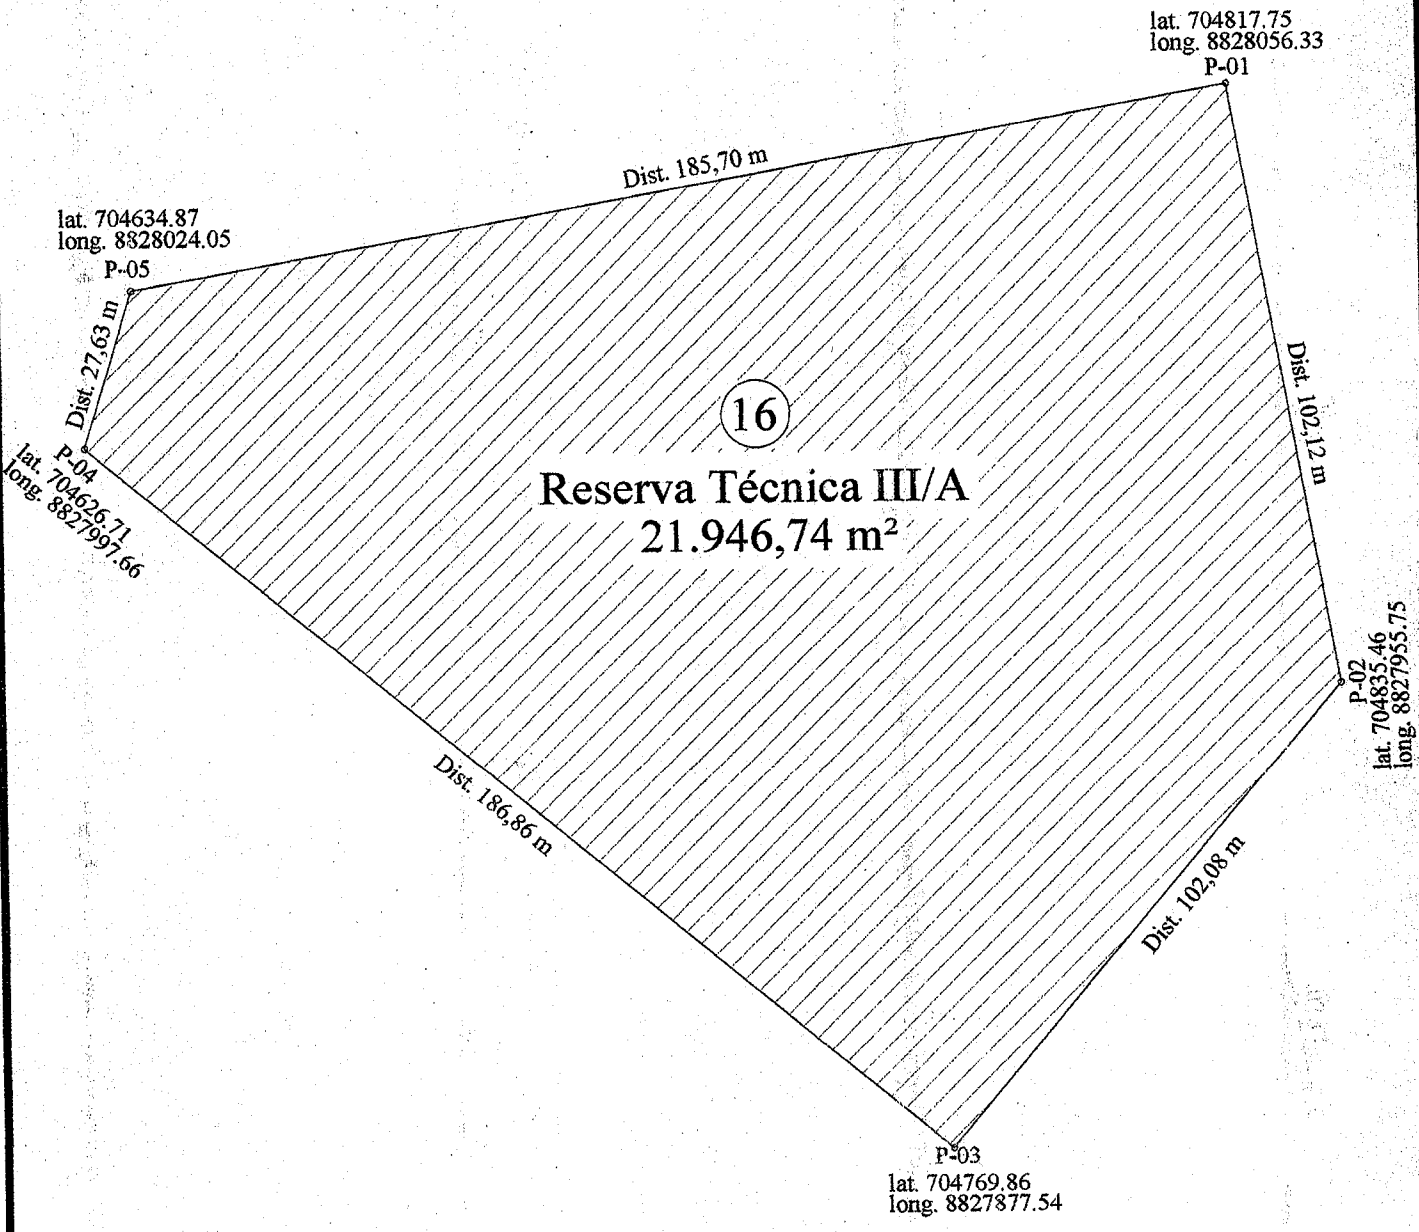 lat. 704817.75
long. 8828056.33
P-01
Dist. 185,70 m
lat. 704634.87
long. 8828024.05
P-05
Dist. 27,63 m
Dist. 102,12 m
16
P-04
lat. 704626.71
long. 8827997.66
Reserva Técnica III/A
21.946,74 m²
P-02
lat. 704835.46
long. 8827955.75
Dist. 186,86 m
Dist. 102,08 m
P-03
lat. 704769.86
long. 8827877.54